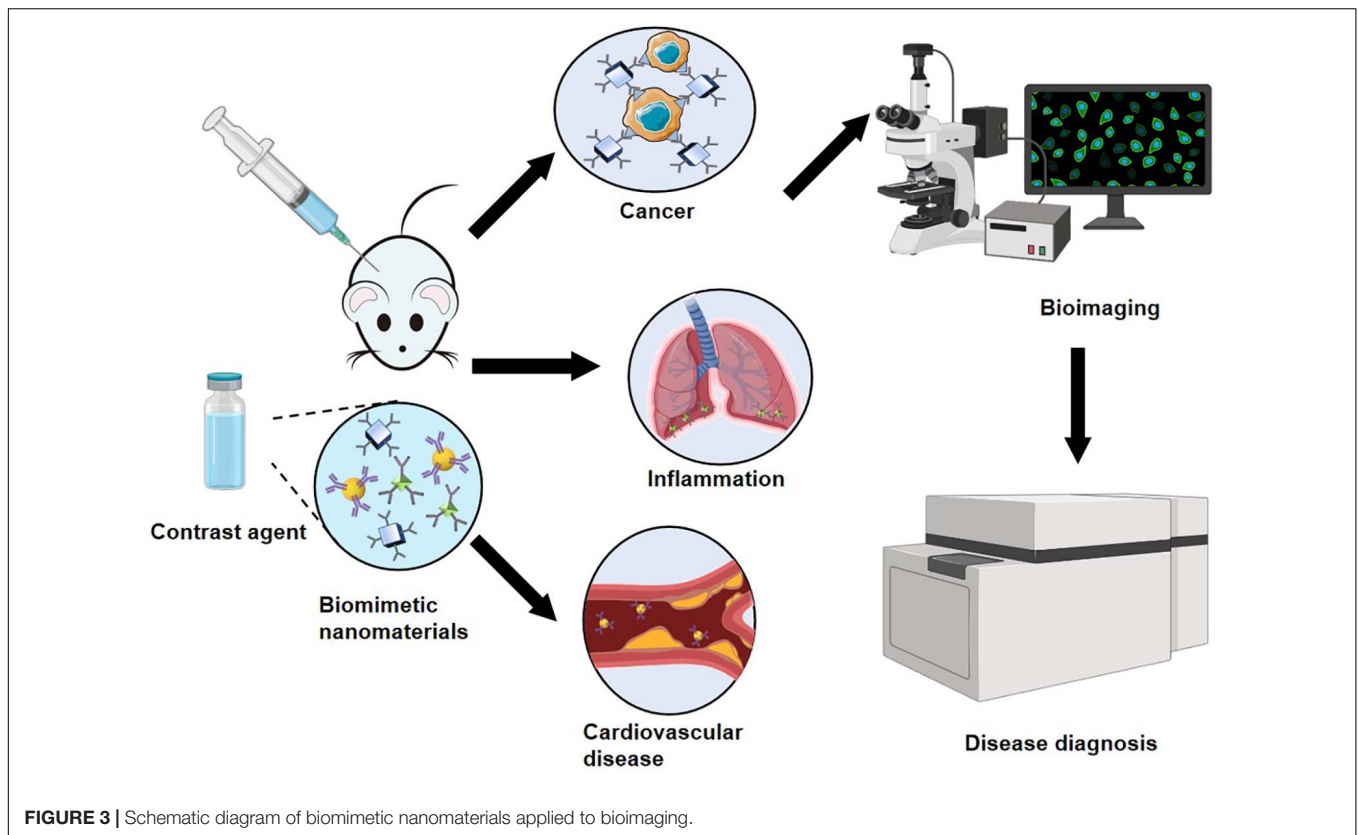 Cancer
Bioimaging
Inflammation
Contrast agent
Biomimetic
nanomaterials
Cardiovascular
disease
Disease diagnosis
FIGURE 3 | Schematic diagram of biomimetic nanomaterials applied to bioimaging.